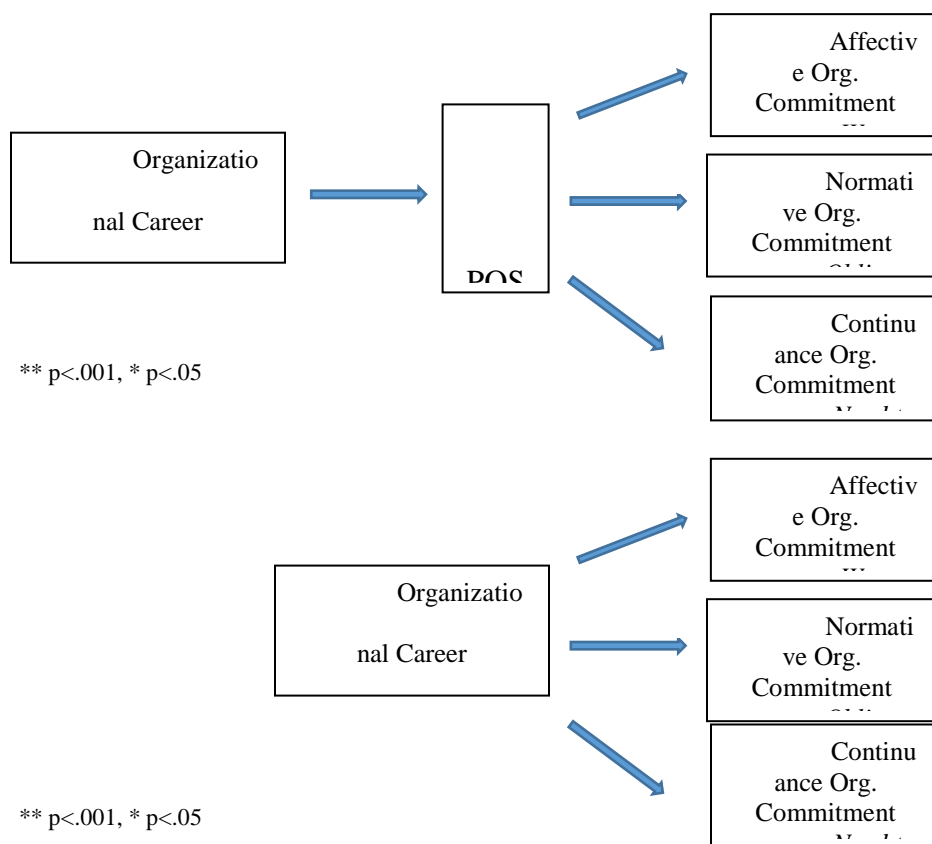 Affectiv
e Org.
Commitment
Organizatio
nal Career
POS
Normati
ve Org.
Commitment
Continu
ance Org.
Commitment
** p<.001, * p<.05
Affectiv
e Org.
Commitment
Organizatio
nal Career
Normati
ve Org.
Commitment
Continu
ance Org.
Commitment
** p<.001, * p<.05